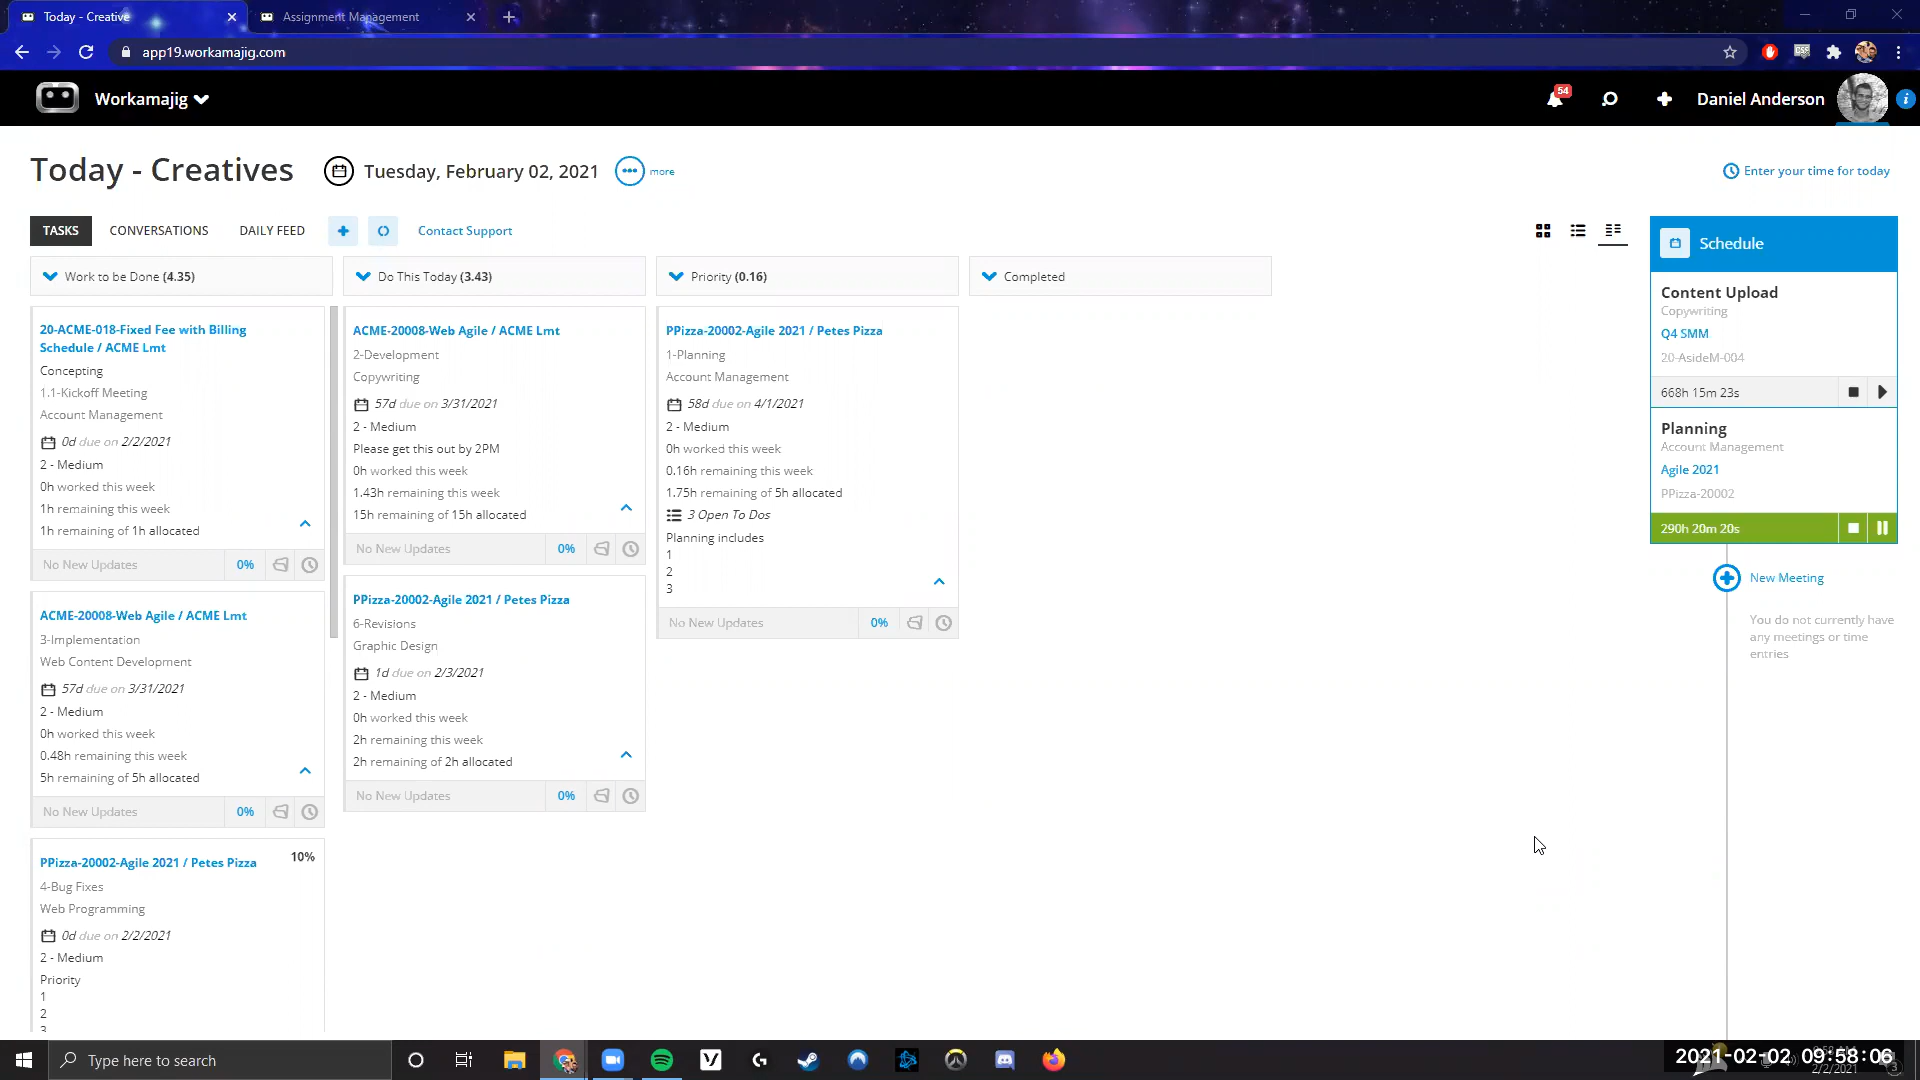 Today - Creative
Assignment Management
app19.workamajig.com
Workamajig
54
Daniel Anderson
i
Today - Creatives
Tuesday, February 02, 2021
more
Enter your time for today
TASKS
CONVERSATIONS
DAILY FEED
Contact Support
Work to be Done (4.35)
20-ACME-018-Fixed Fee with Billing
Schedule / ACME Lmt
Concepting
1.1-Kickoff Meeting
Account Management
0d due on 2/2/2021
2 - Medium
0h worked this week
1h remaining this week
1h remaining of 1h allocated
No New Updates
0%
ACME-20008-Web Agile / ACME Lmt
3-Implementation
Web Content Development
57d due on 3/31/2021
2 - Medium
0h worked this week
0.48h remaining this week
5h remaining of 5h allocated
No New Updates
0%
PPizza-20002-Agile 2021 / Petes Pizza
10%
4-Bug Fixes
Web Programming
0d due on 2/2/2021
2 - Medium
Priority
1
2
3
Do This Today (3.43)
ACME-20008-Web Agile / ACME Lmt
2-Development
Copywriting
57d due on 3/31/2021
2 - Medium
Please get this out by 2PM
0h worked this week
1.43h remaining this week
15h remaining of 15h allocated
No New Updates
0%
PPizza-20002-Agile 2021 / Petes Pizza
6-Revisions
Graphic Design
1d due on 2/3/2021
2 - Medium
0h worked this week
2h remaining this week
2h remaining of 2h allocated
No New Updates
0%
Priority (0.16)
PPizza-20002-Agile 2021 / Petes Pizza
1-Planning
Account Management
58d due on 4/1/2021
2 - Medium
0h worked this week
0.16h remaining this week
1.75h remaining of 5h allocated
3 Open To Dos
Planning includes
1
2
3
No New Updates
0%
Completed
Schedule
Content Upload
Copywriting
Q4 SMM
20-AsideM-004
668h 15m 23s
Planning
Account Management
Agile 2021
PPizza-20002
290h 20m 20s
New Meeting
You do not currently have
any meetings or time
entries
Type here to search
2021-02-02 09:58:06
2/2/2021